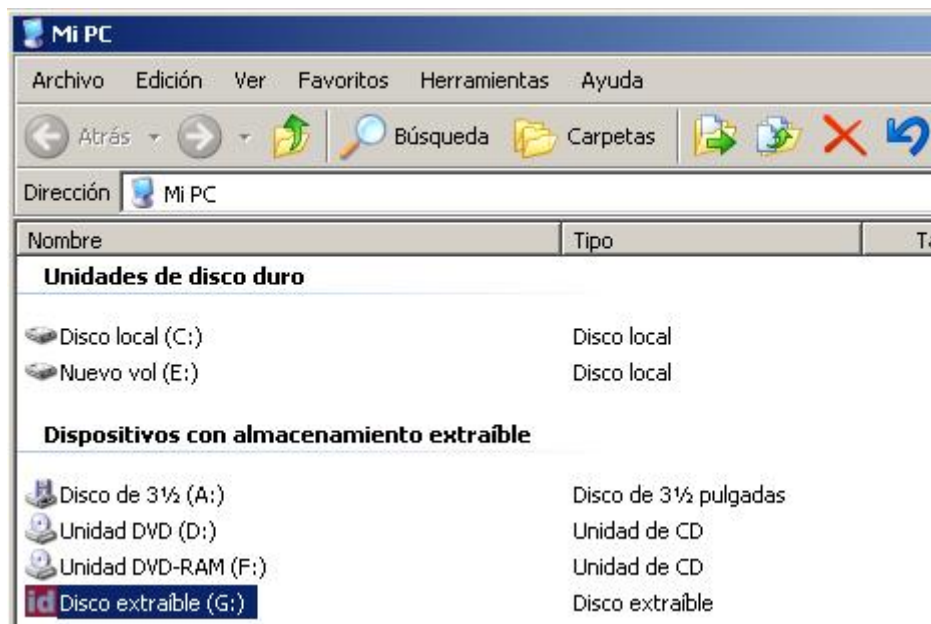 Mi PC
Archivo Edición Ver Favoritos Herramientas Ayuda
Atrás Búsqueda Carpetas
Dirección Mi PC
Nombre Tipo
Unidades de disco duro
Disco local (C:) Disco local
Nuevo vol (E:) Disco local
Dispositivos con almacenamiento extraíble
Disco de 3½ (A:) Disco de 3½ pulgadas
Unidad DVD (D:) Unidad de CD
Unidad DVD-RAM (F:) Unidad de CD
id Disco extraíble (G:) Disco extraíble